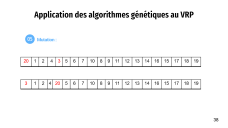 Application des algorithmes génétiques au VRP
05 Mutation :
20 1 2 4 3 5 6 7 10 8 9 11 12 13 14 16 15 17 18 19
3 1 2 4 20 5 6 7 10 8 9 11 12 13 14 16 15 17 18 19
38